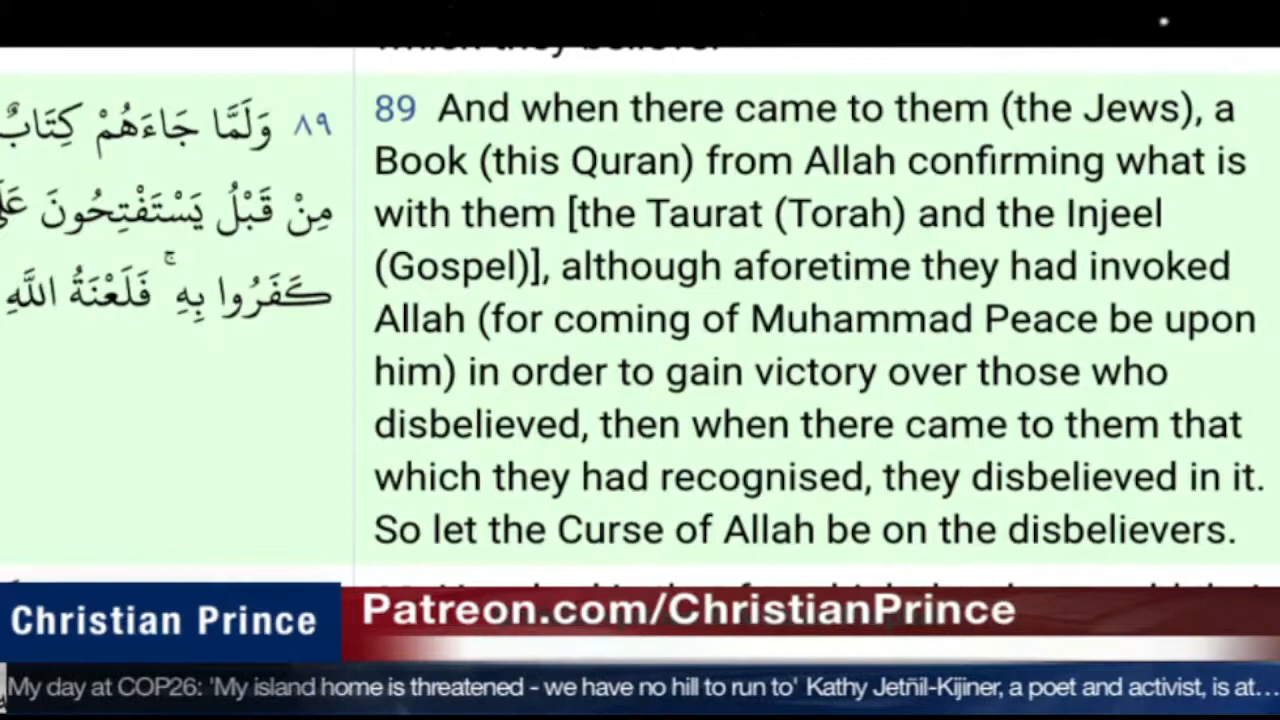 ٨٩ وَلَمَّا جَاءَهُمْ كِتَابٌ
مِنْ قَبْلُ يَسْتَفْتِحُونَ
كَفَرُوا بِهِ ۚ فَلَعْنَةُ اللَّهِ
89 And when there came to them (the Jews), a
Book (this Quran) from Allah confirming what is
with them [the Taurat (Torah) and the Injeel
(Gospel)], although aforetime they had invoked
Allah (for coming of Muhammad Peace be upon
him) in order to gain victory over those who
disbelieved, then when there came to them that
which they had recognised, they disbelieved in it.
So let the Curse of Allah be on the disbelievers.
Christian Prince
Patreon.com/ChristianPrince
My day at COP26: 'My island home is threatened - we have no hill to run to' Kathy Jetñil-Kijiner, a poet and activist, is at…